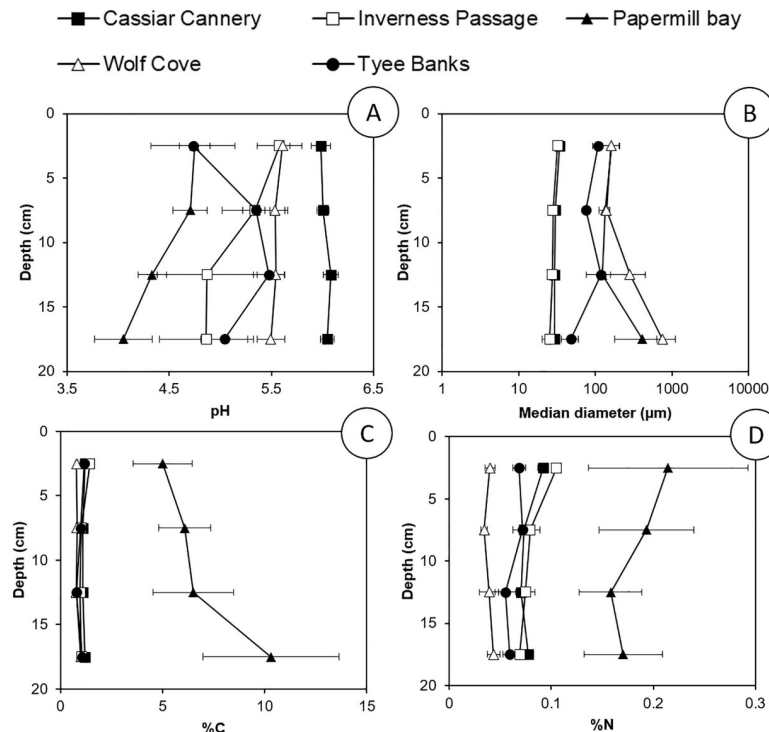 Cassiar Cannery Inverness Passage Papermill bay
Wolf Cove Tyee Banks
A
0
5
10
15
20
Depth (cm)
3.5 4.5 5.5 6.5
pH
B
0
5
10
15
20
Depth (cm)
1 10 100 1000 10000
Median diameter (µm)
C
0
5
10
15
20
Depth (cm)
0 5 10 15
%C
D
0
5
10
15
20
Depth (cm)
0 0.1 0.2 0.3
%N